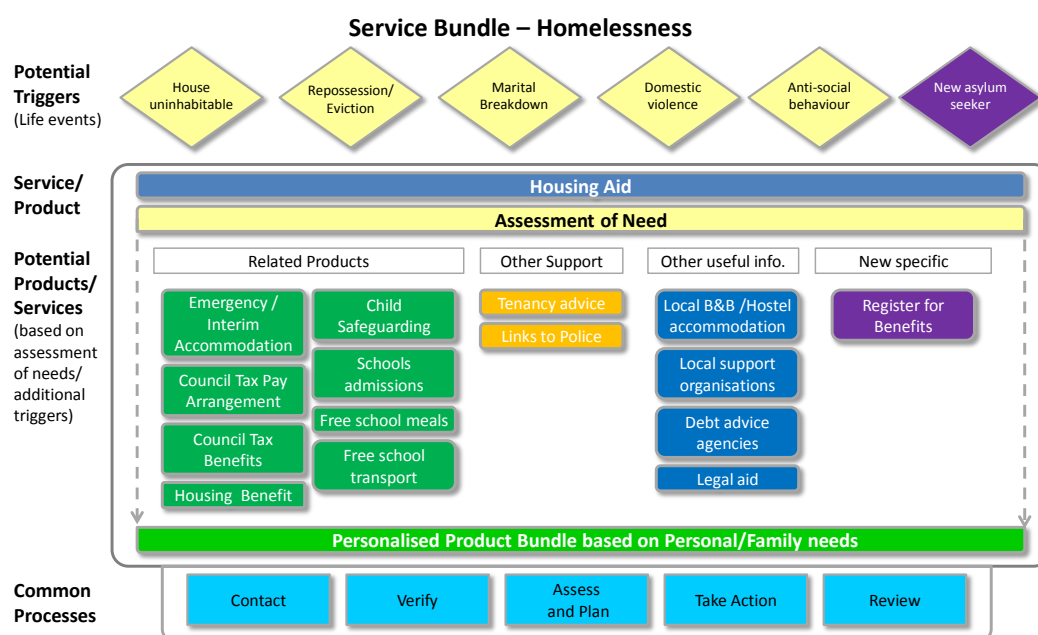 Service Bundle – Homelessness
Potential
Triggers
(Life events)
House
uninhabitable
Repossession/
Eviction
Marital
Breakdown
Domestic
violence
Anti-social
behaviour
New asylum
seeker
Service/
Product
Housing Aid
Assessment of Need
Potential
Products/
Services
(based on
assessment
of needs/
additional
triggers)
Related Products
Emergency /
Interim
Accommodation
Council Tax Pay
Arrangement
Council Tax
Benefits
Housing Benefit
Child
Safeguarding
Schools
admissions
Free school meals
Free school
transport
Other Support
Tenancy advice
Links to Police
Other useful info.
Local B&B /Hostel
accommodation
Local support
organisations
Debt advice
agencies
Legal aid
New specific
Register for
Benefits
Personalised Product Bundle based on Personal/Family needs
Common
Processes
Contact
Verify
Assess
and Plan
Take Action
Review